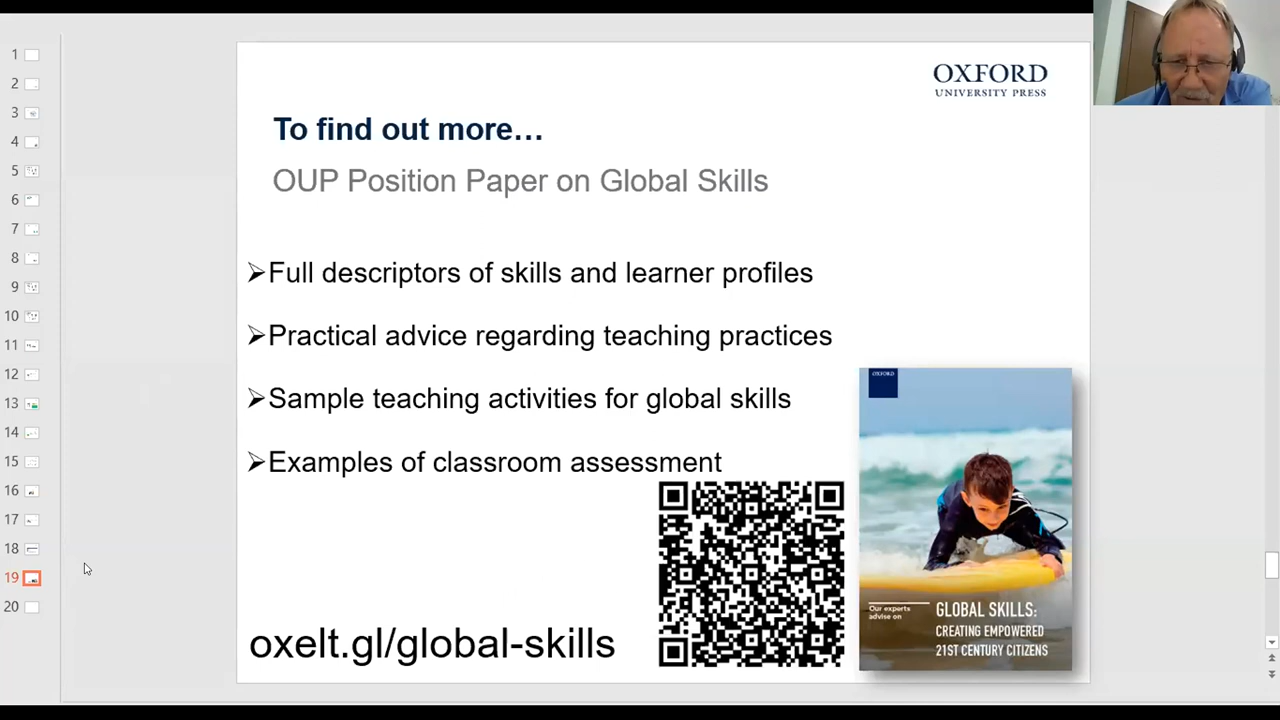 1
2
3
4
5
6
7
8
9
10
11
12
13
14
15
16
17
18
19
20
OXFORD
UNIVERSITY PRESS
To find out more…
OUP Position Paper on Global Skills
➢Full descriptors of skills and learner profiles
➢Practical advice regarding teaching practices
➢Sample teaching activities for global skills
➢Examples of classroom assessment
oxelt.gl/global-skills
OXFORD
Our experts
advise on
GLOBAL SKILLS:
CREATING EMPOWERED
21ST CENTURY CITIZENS